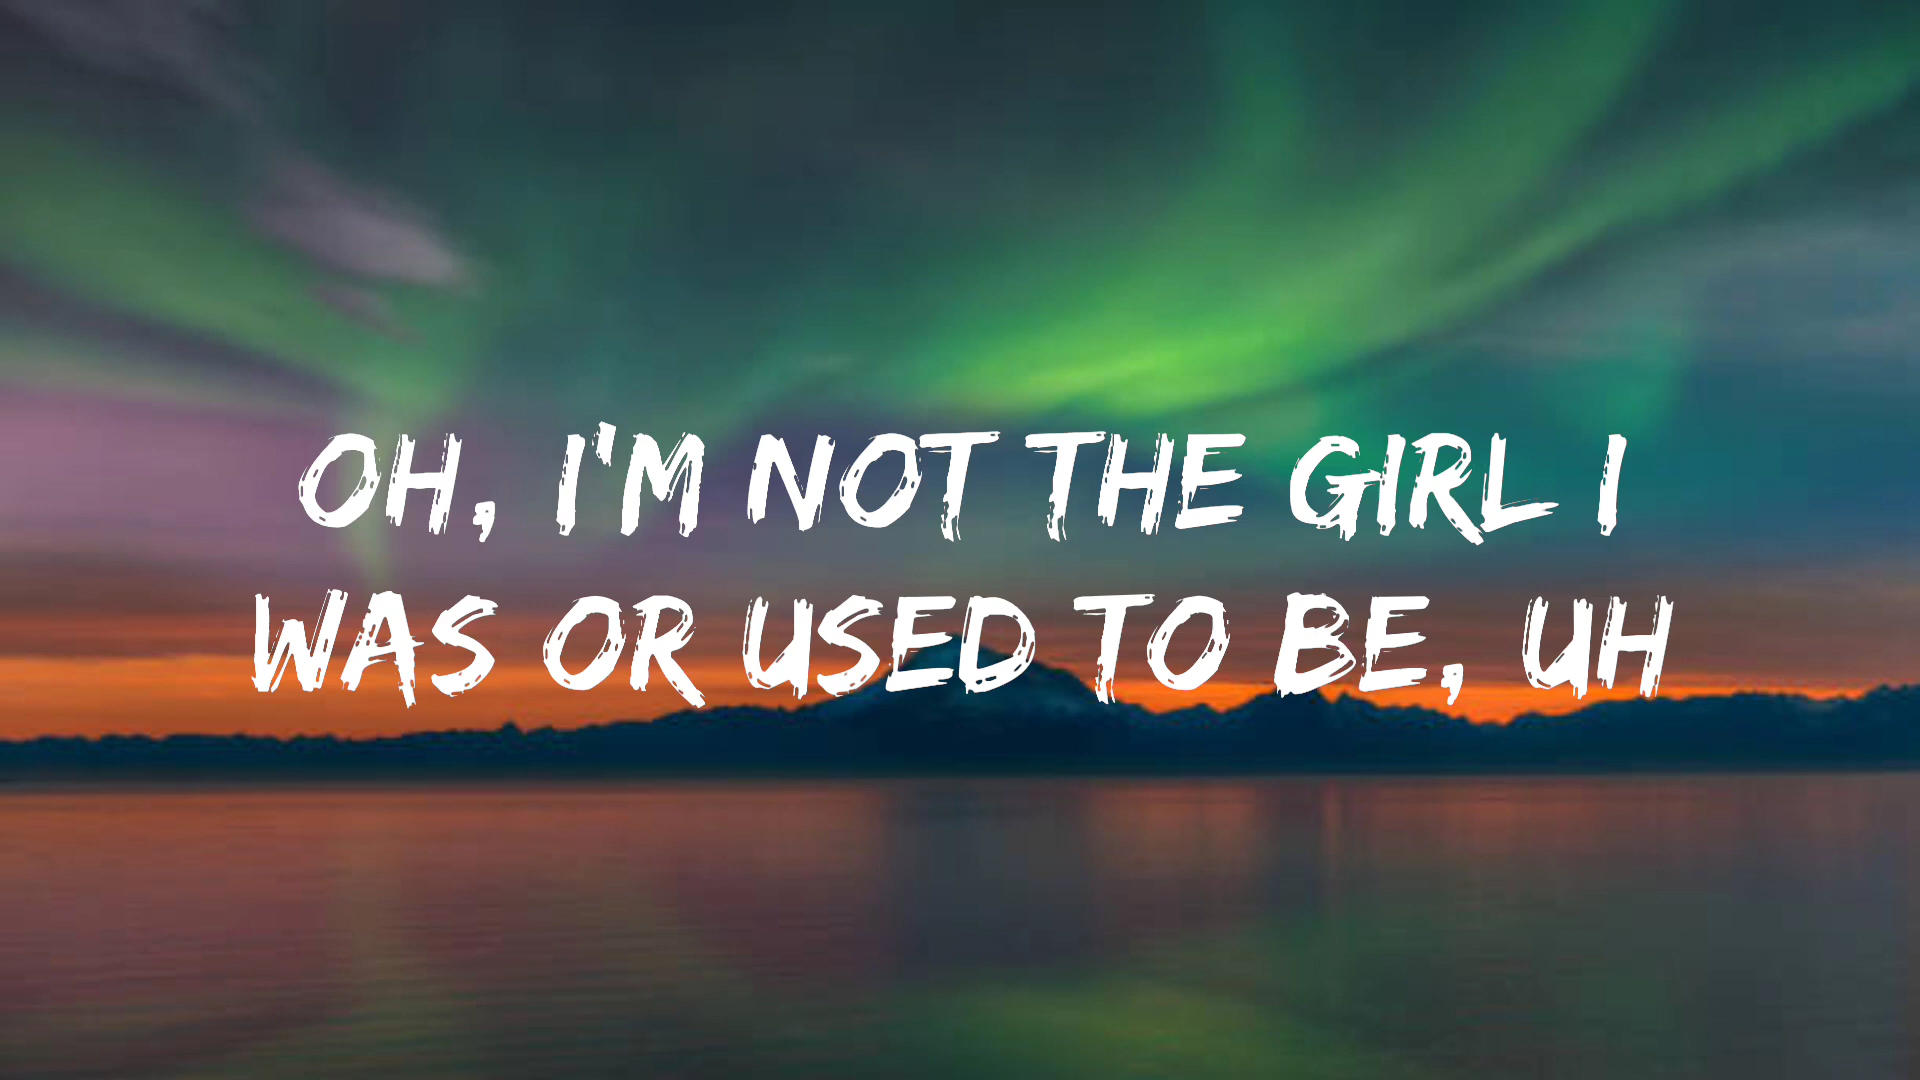 OH, I'M NOT THE GIRL I
WAS OR USED TO BE, UH